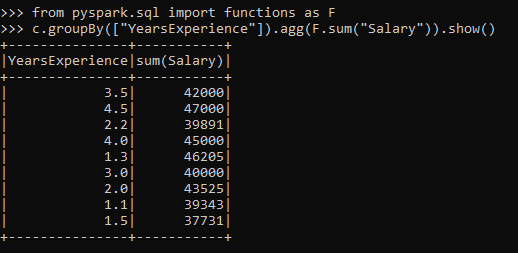 >>> from pyspark.sql import functions as F
>>> c.groupBy(["YearsExperience"]).agg(F.sum("Salary")).show()
+---------------+-----------+
|YearsExperience|sum(Salary)|
+---------------+-----------+
|            3.5|      42000|
|            4.5|      47000|
|            2.2|      39891|
|            4.0|      45000|
|            1.3|      46205|
|            3.0|      40000|
|            2.0|      43525|
|            1.1|      39343|
|            1.5|      37731|
+---------------+-----------+